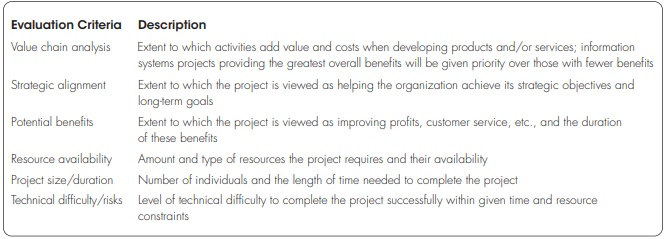 Evaluation Criteria Description
Value chain analysis Extent to which activities add value and costs when developing products and/or services; information
systems projects providing the greatest overall benefits will be given priority over those with fewer benefits
Strategic alignment Extent to which the project is viewed as helping the organization achieve its strategic objectives and
long-term goals
Potential benefits Extent to which the project is viewed as improving profits, customer service, etc., and the duration
of these benefits
Resource availability Amount and type of resources the project requires and their availability
Project size/duration Number of individuals and the length of time needed to complete the project
Technical difficulty/risks Level of technical difficulty to complete the project successfully within given time and resource
constraints